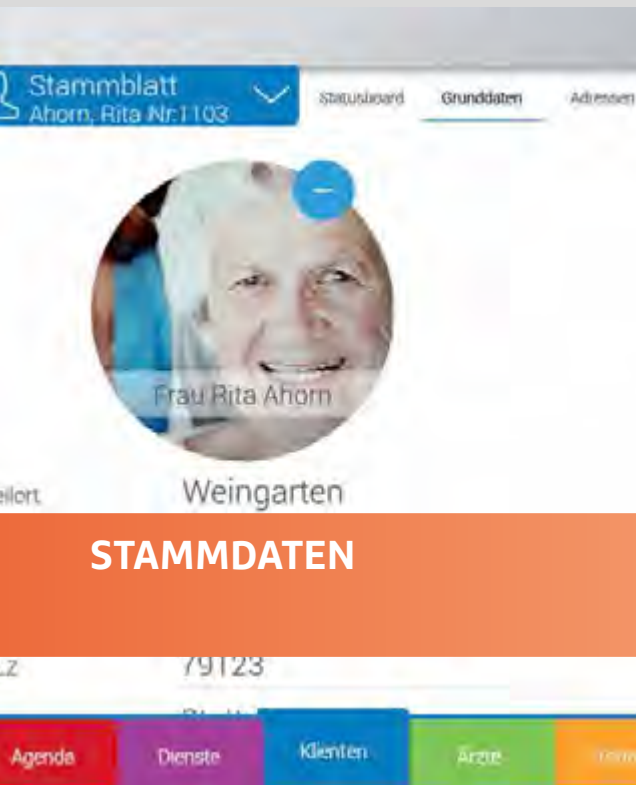 Stammblatt
Ahorn, Rita Nr.1103
Statusboard Grunddaten Adressen
Frau Rita Ahorn
Weingarten
STAMMDATEN
79123
Agenda Dienste Klienten Ärzte